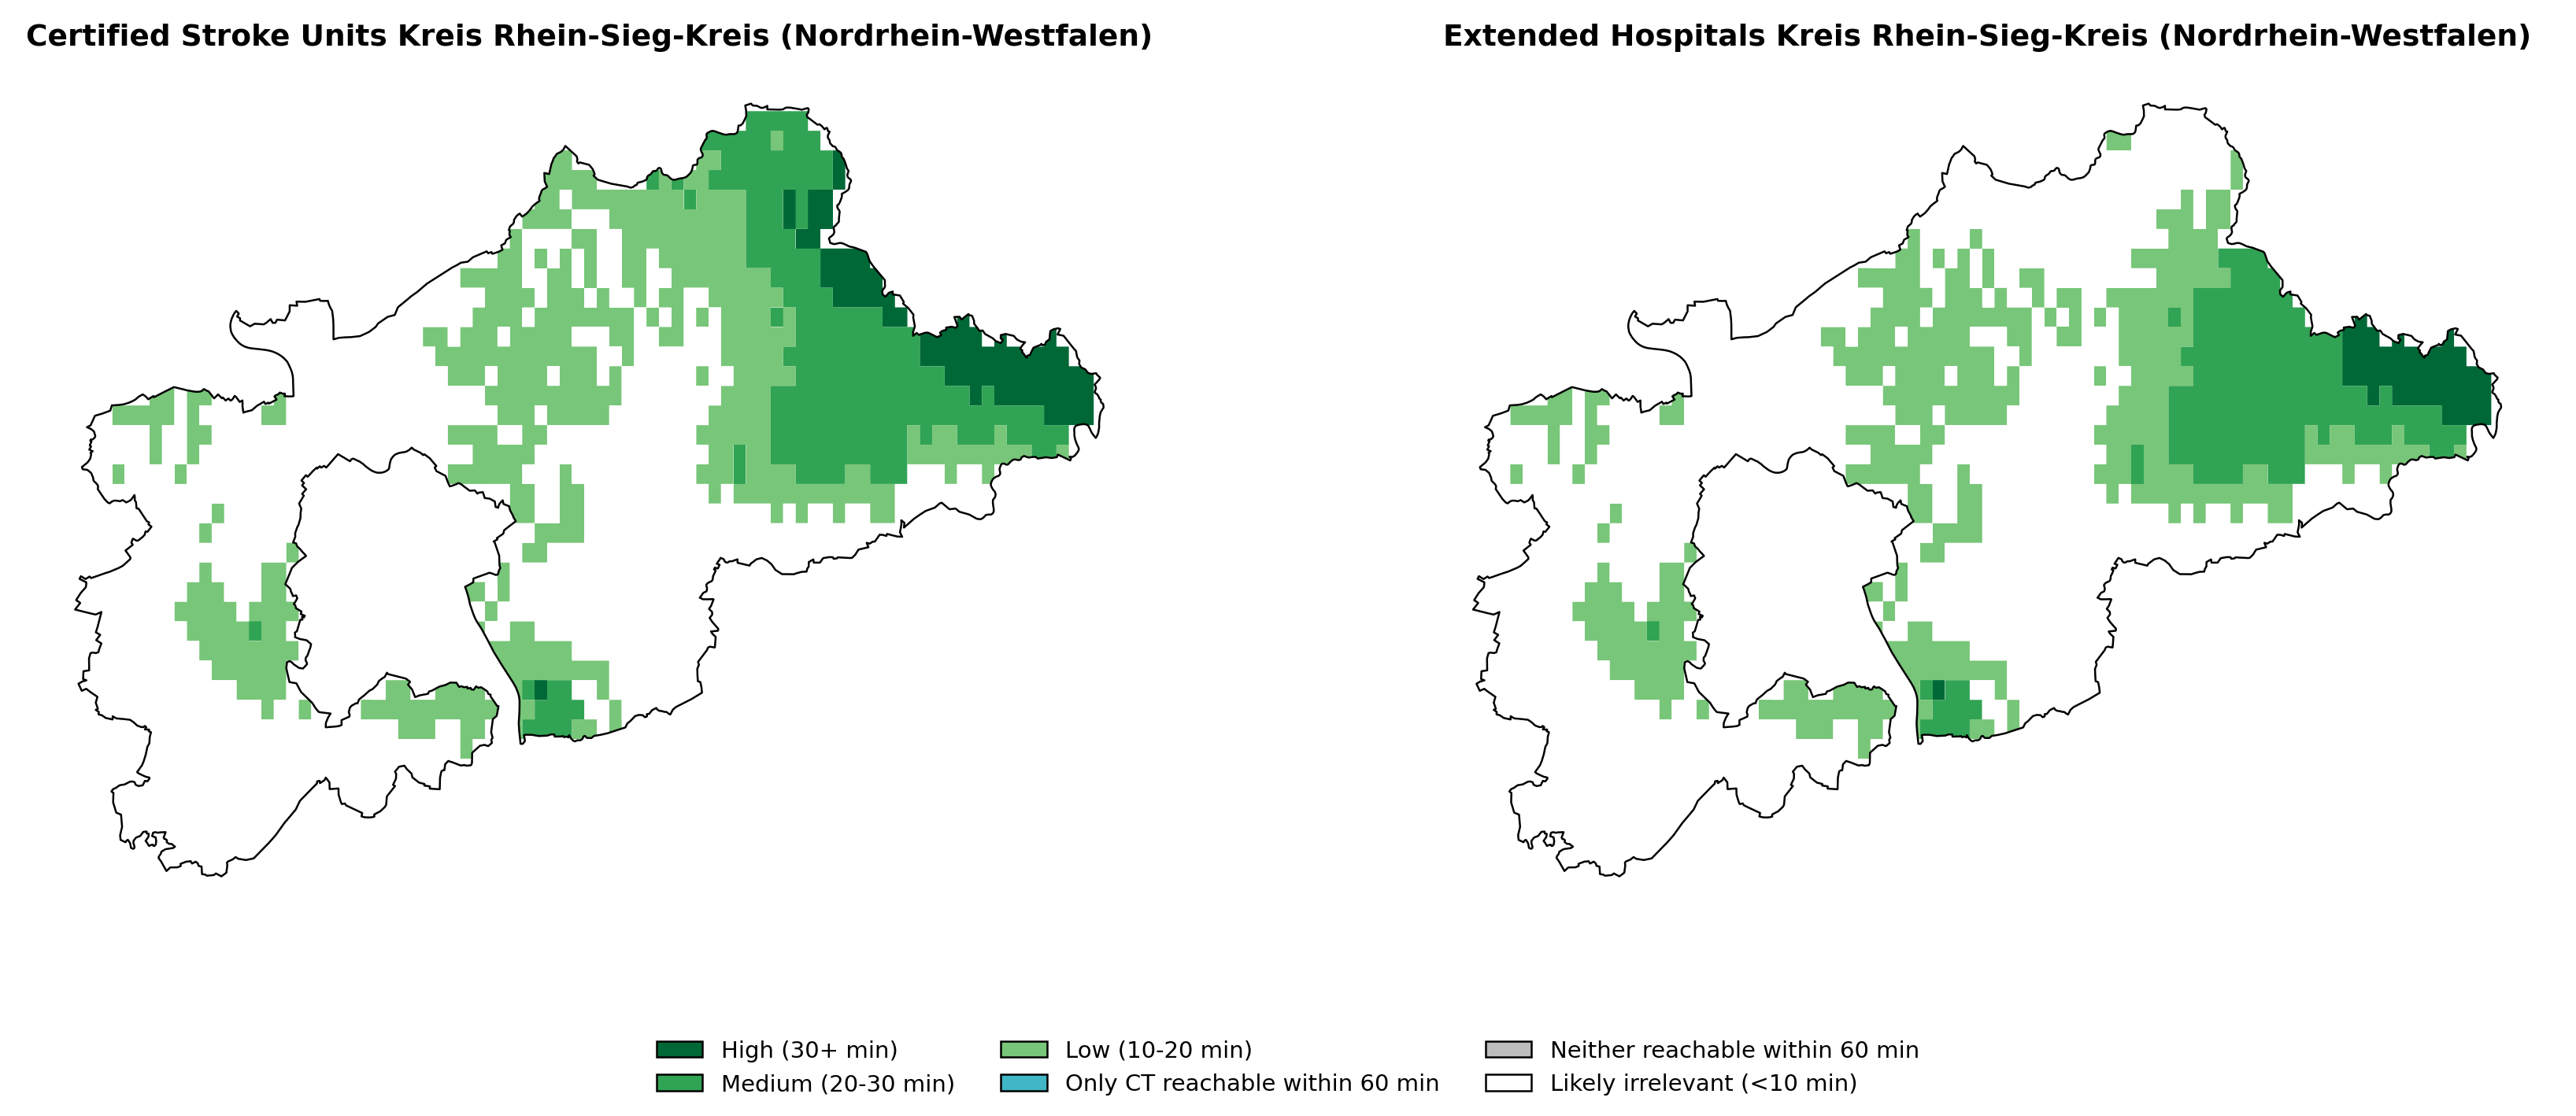 Certified Stroke Units Kreis Rhein-Sieg-Kreis (Nordrhein-Westfalen)
Extended Hospitals Kreis Rhein-Sieg-Kreis (Nordrhein-Westfalen)
High (30+ min)
Medium (20-30 min)
Low (10-20 min)
Only CT reachable within 60 min
Neither reachable within 60 min
Likely irrelevant (<10 min)